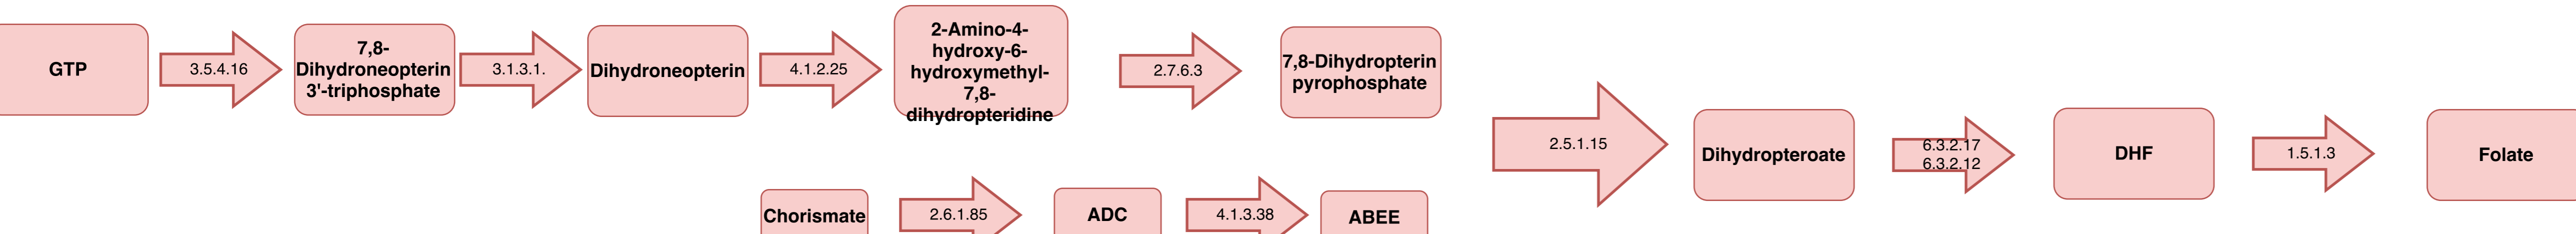 GTP
3.5.4.16
7,8-
Dihydroneopterin
3'-triphosphate
3.1.3.1.
Dihydroneopterin
4.1.2.25
2-Amino-4-
hydroxy-6-
hydroxymethyl-
7,8-
dihydropteridine
2.7.6.3
7,8-Dihydropterin
pyrophosphate
Chorismate
2.6.1.85
ADC
4.1.3.38
ABEE
2.5.1.15
Dihydropteroate
6.3.2.17
6.3.2.12
DHF
1.5.1.3
Folate